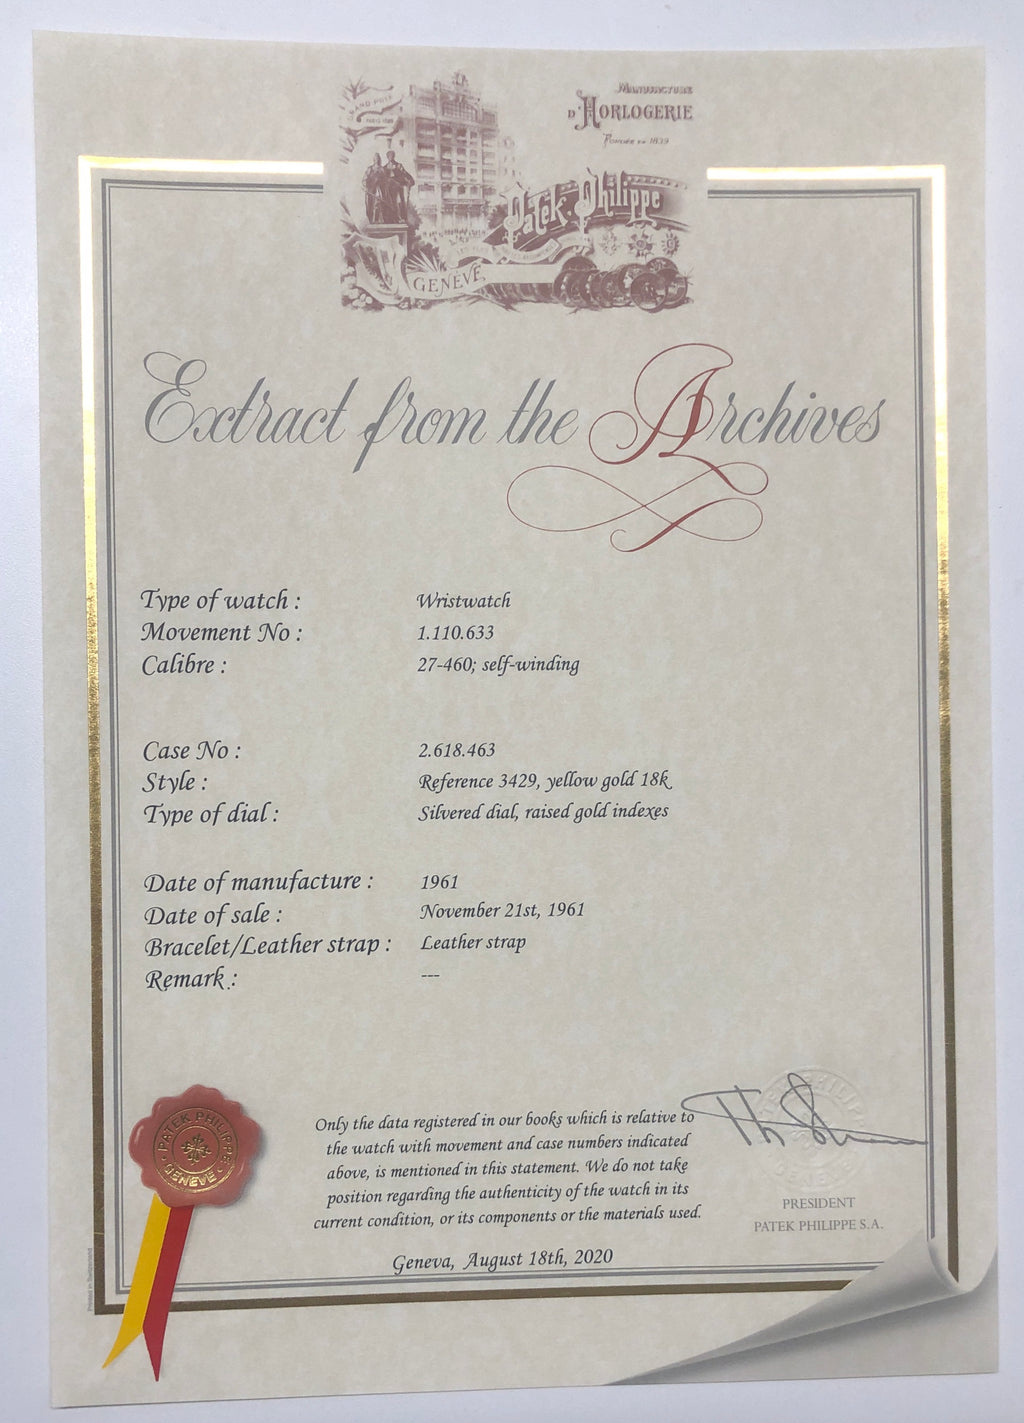 GRAND PRIX
MANUFACTURE
D'HORLOGERIE
FONDÉE EN 1839
Patek. Philippe
GENÈVE
Extract from the Archives
Type of watch : Wristwatch
Movement No : 1.110.633
Calibre : 27-460; self-winding
Case No : 2.618.463
Style : Reference 3429, yellow gold 18k
Type of dial : Silvered dial, raised gold indexes
Date of manufacture : 1961
Date of sale : November 21st, 1961
Bracelet/Leather strap : Leather strap
Remark : ---
PATEK PHILIPPE
GENEVE
Only the data registered in our books which is relative to
the watch with movement and case numbers indicated
above, is mentioned in this statement. We do not take
position regarding the authenticity of the watch in its
current condition, or its components or the materials used.
Geneva, August 18th, 2020
PRESIDENT
PATEK PHILIPPE S.A.
Printed in Switzerland